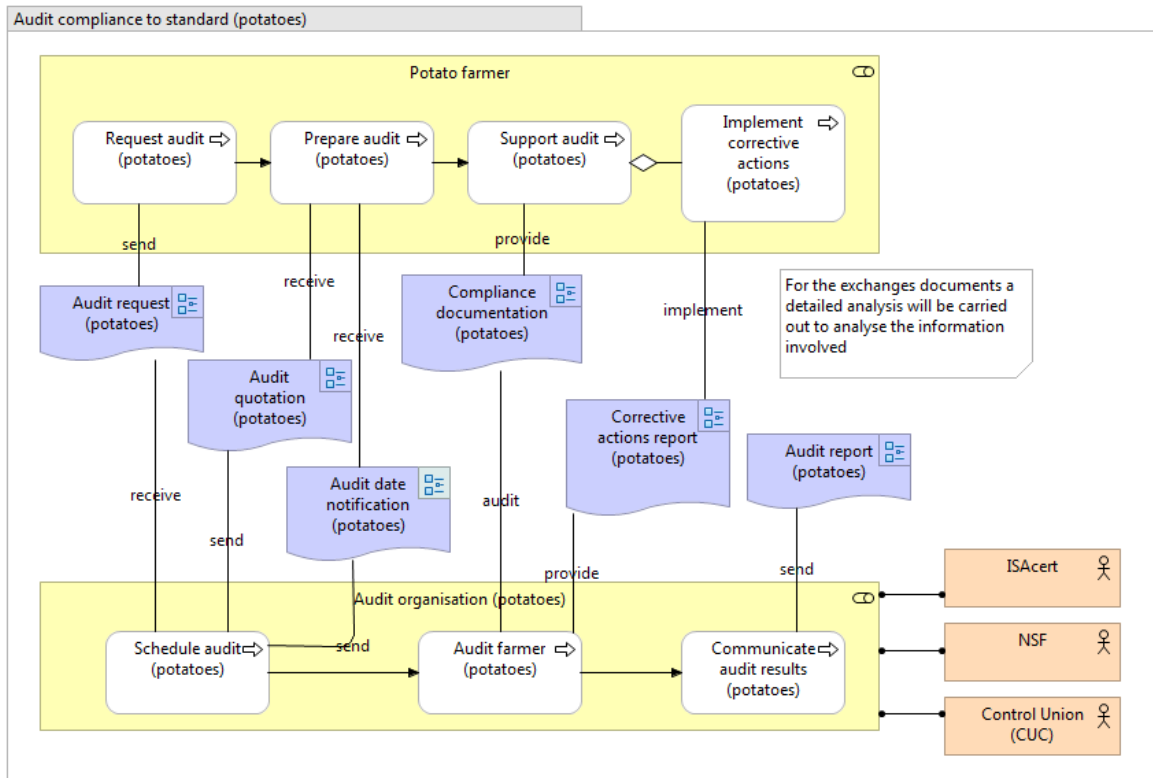 Audit compliance to standard (potatoes)
Potato farmer
Request audit
(potatoes)
Prepare audit
(potatoes)
Support audit
(potatoes)
Implement
corrective
actions
(potatoes)
send
receive
receive
provide
implement
Audit request
(potatoes)
Audit
quotation
(potatoes)
Audit date
notification
(potatoes)
Compliance
documentation
(potatoes)
Corrective
actions report
(potatoes)
Audit report
(potatoes)
For the exchanges documents a
detailed analysis will be carried
out to analyse the information
involved
receive
send
send
audit
provide
send
Audit organisation (potatoes)
Schedule audit
(potatoes)
Audit farmer
(potatoes)
Communicate
audit results
(potatoes)
ISAcert
NSF
Control Union
(CUC)